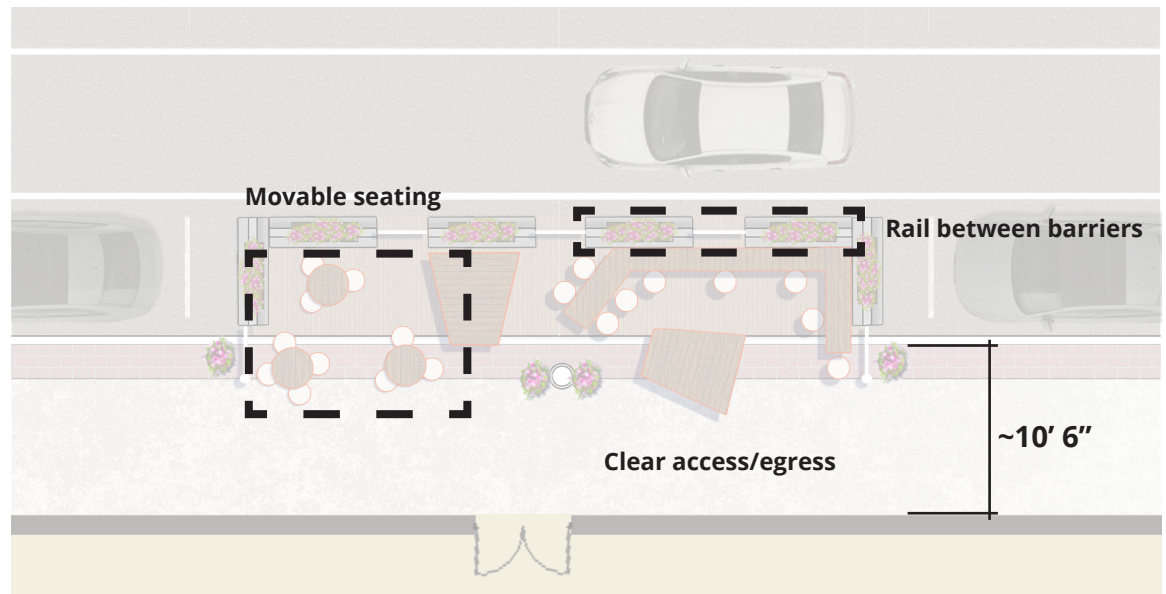 Movable seating
Rail between barriers
~10’ 6”
Clear access/egress